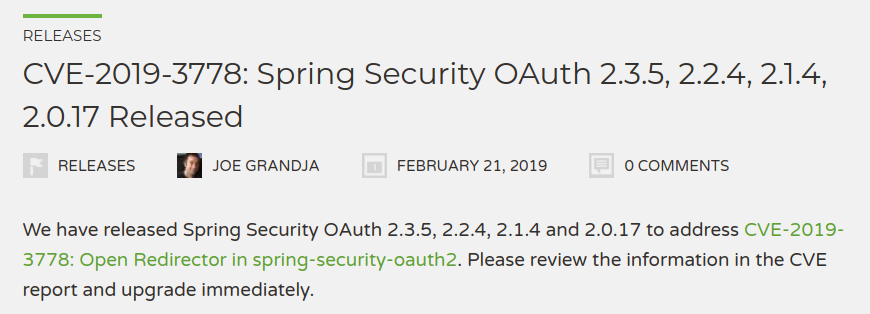 RELEASES
CVE-2019-3778: Spring Security OAuth 2.3.5, 2.2.4, 2.1.4,
2.0.17 Released
RELEASES JOE GRANDJA FEBRUARY 21, 2019 0 COMMENTS
We have released Spring Security OAuth 2.3.5, 2.2.4, 2.1.4 and 2.0.17 to address CVE-2019-
3778: Open Redirector in spring-security-oauth2. Please review the information in the CVE
report and upgrade immediately.